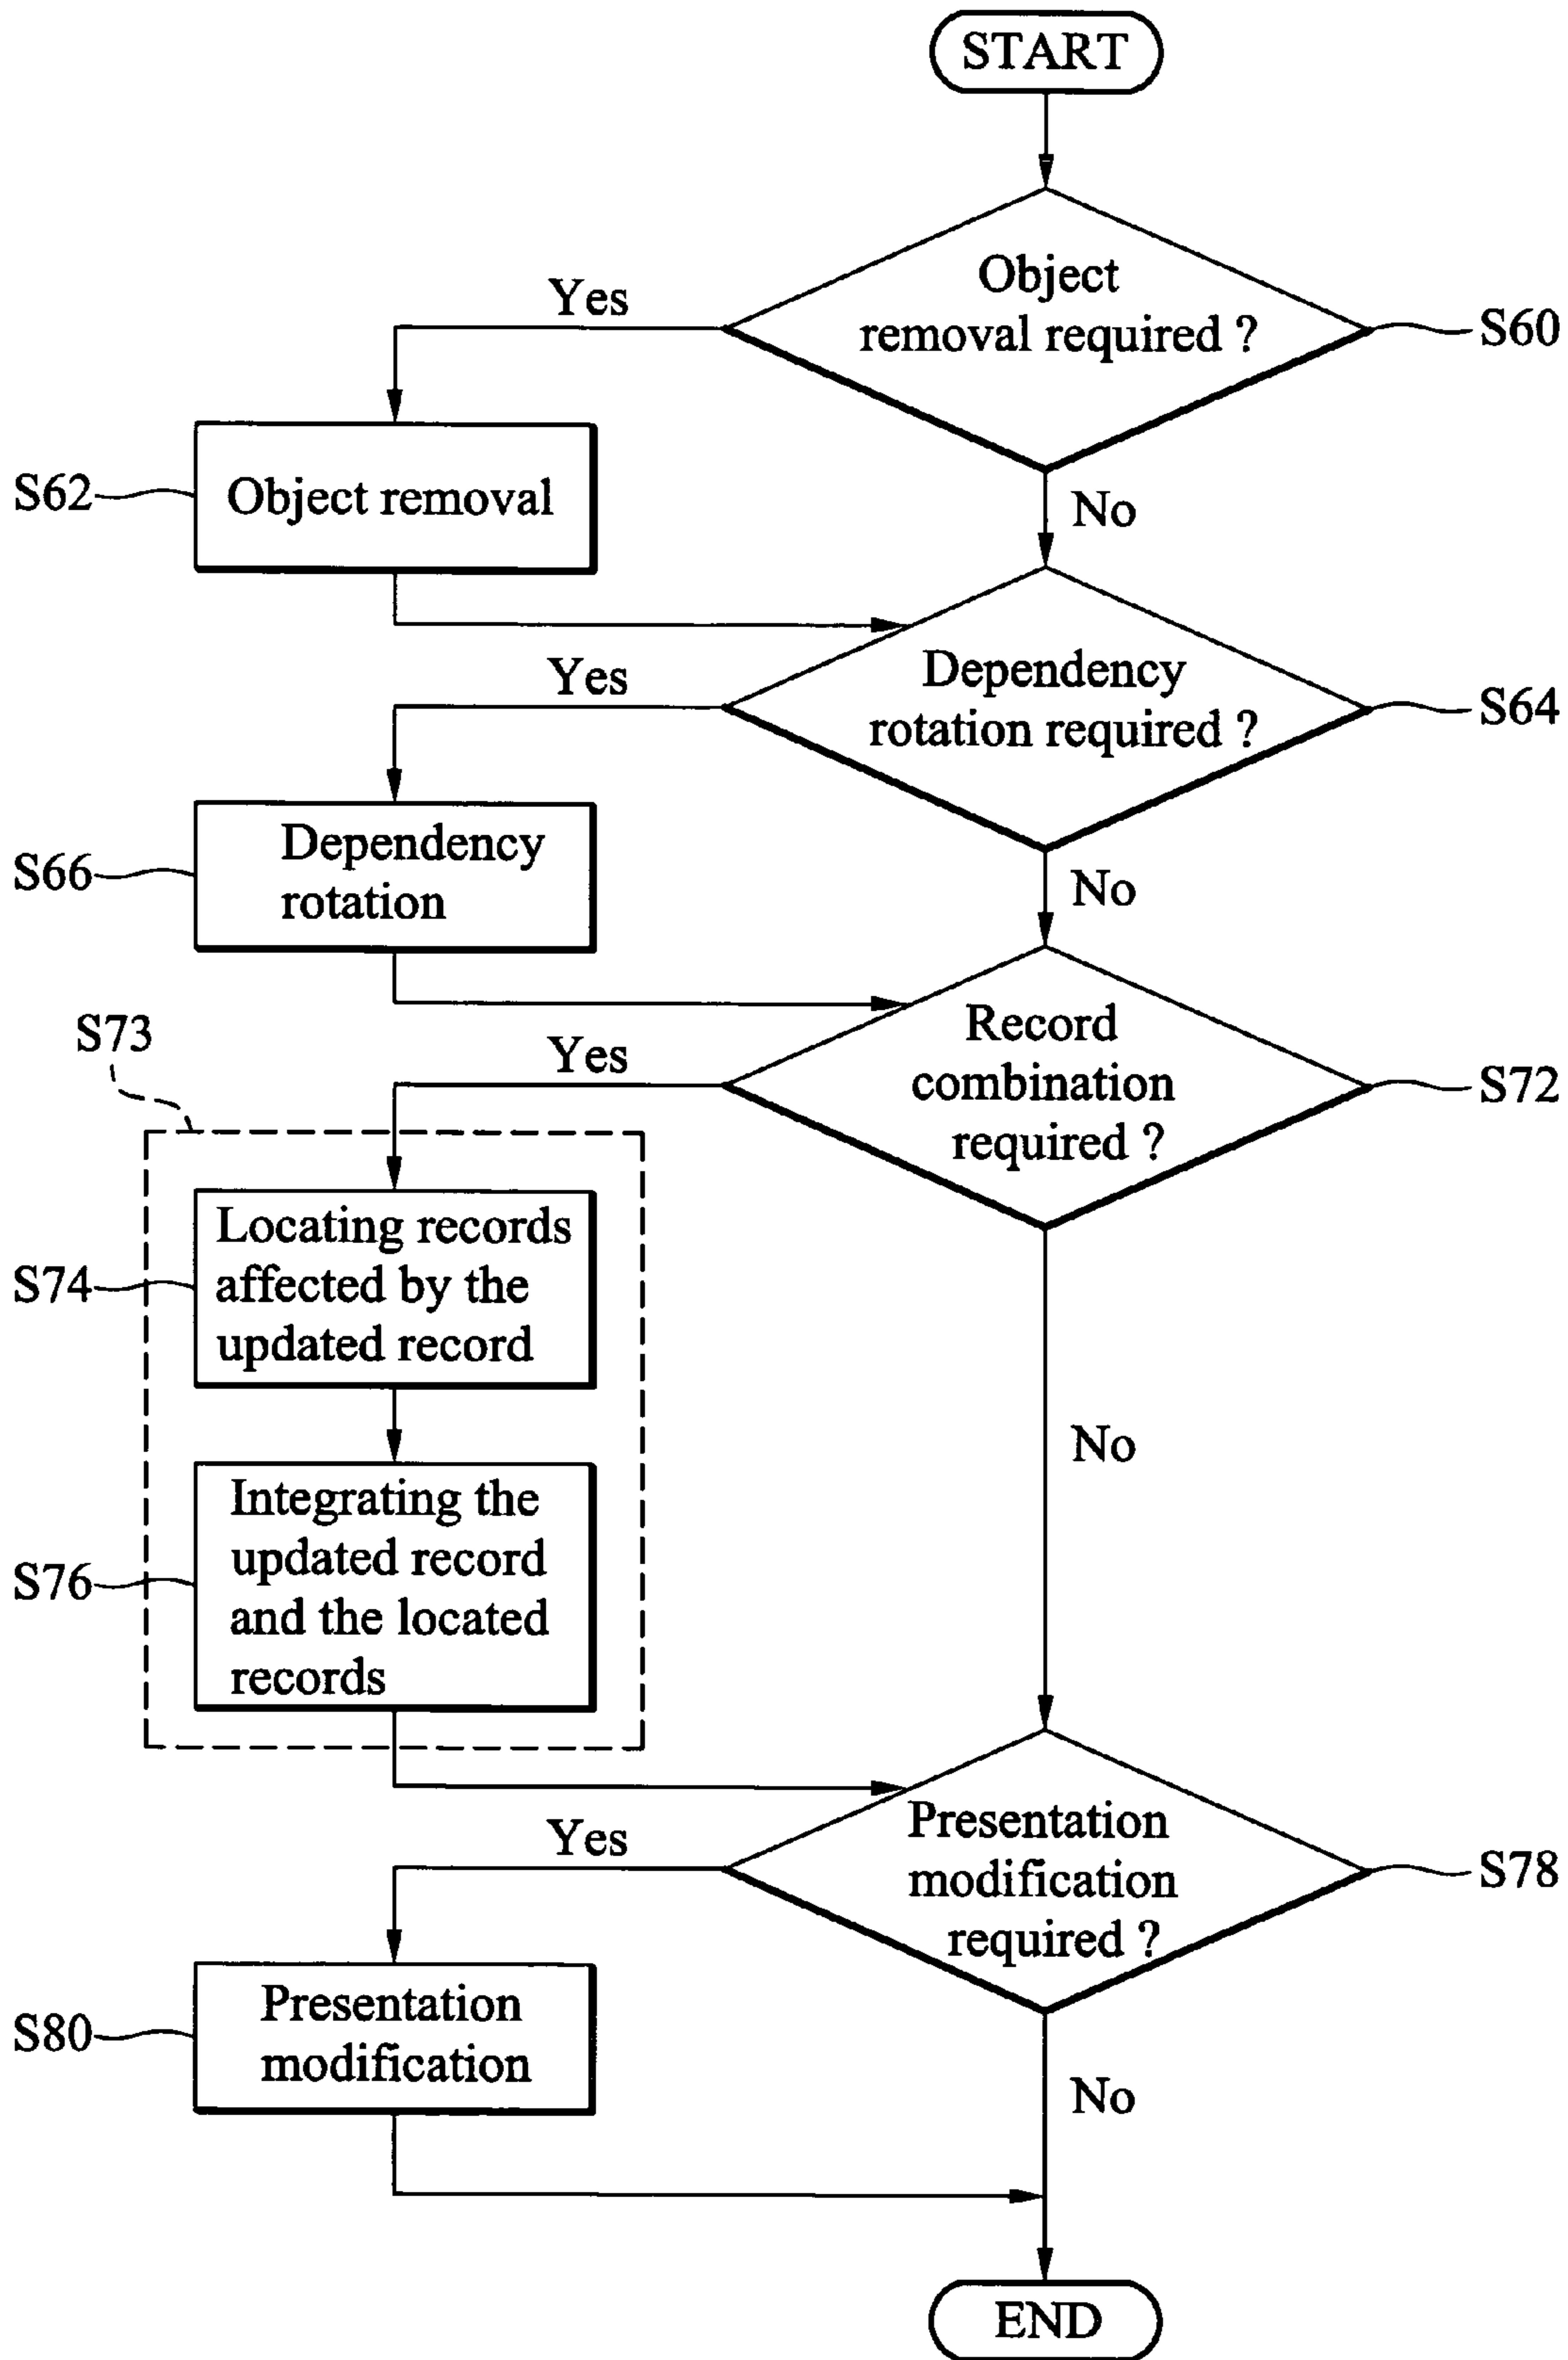 START
Object
removal required ?
S60
Yes
S62
Object removal
No
Dependency
rotation required ?
S64
Yes
S66
Dependency
rotation
No
Record
combination
required ?
S72
Yes
S73
S74
Locating records
affected by the
updated record
No
S76
Integrating the
updated record
and the located
records
Presentation
modification
required ?
S78
Yes
S80
Presentation
modification
No
END